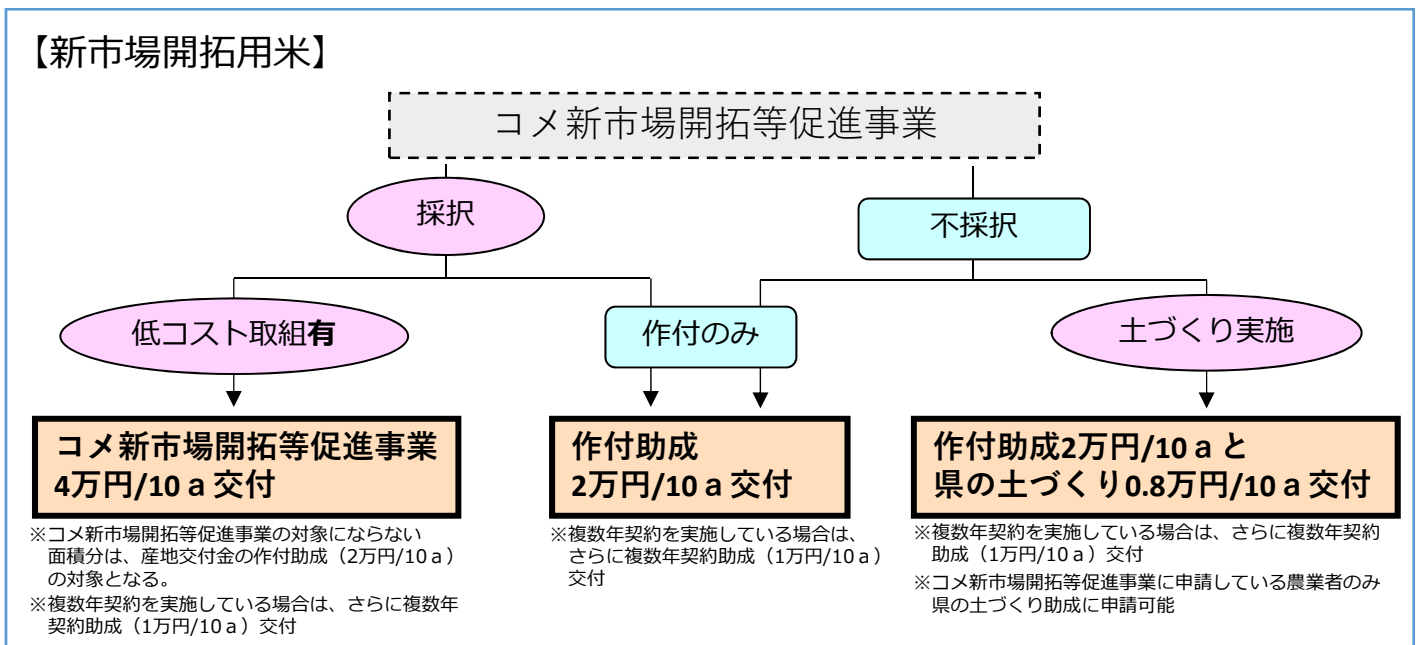 【新市場開拓用米】
コメ新市場開拓等促進事業
採択
不採択
低コスト取組有
作付のみ
土づくり実施
コメ新市場開拓等促進事業
4万円/10ａ交付
作付助成
2万円/10ａ交付
作付助成2万円/10ａと
県の土づくり0.8万円/10ａ交付
※コメ新市場開拓等促進事業の対象にならない
面積分は、産地交付金の作付助成（2万円/10ａ）
の対象となる。
※複数年契約を実施している場合は、さらに複数年
契約助成（1万円/10ａ）交付
※複数年契約を実施している場合は、
さらに複数年契約助成（1万円/10ａ）
交付
※複数年契約を実施している場合は、さらに複数年契約
助成（1万円/10ａ）交付
※コメ新市場開拓等促進事業に申請している農業者のみ
県の土づくり助成に申請可能